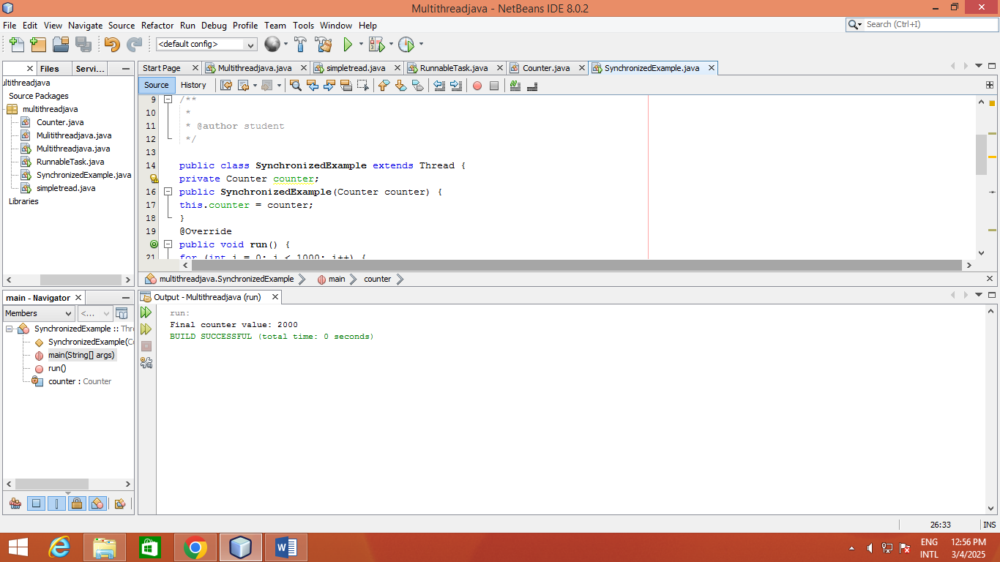 Multithreadjava - NetBeans IDE 8.0.2
File Edit View Navigate Source Refactor Run Debug Profile Team Tools Window Help
Search (Ctrl+I)
<default config>
Files Servi...
Start Page Multithreadjava.java simpletread.java RunnableTask.java Counter.java SynchronizedExample.java
ultithreadjava
Source Packages
multithreadjava
Counter.java
Mulitithreadjava.java
Multithreadjava.java
RunnableTask.java
SynchronizedExample.java
simpletread.java
Libraries
Source History
9 /**
10 *
11 * @author student
12 */
13
14 public class SynchronizedExample extends Thread {
private Counter counter;
16 public SynchronizedExample(Counter counter) {
17 this.counter = counter;
18 }
19 @Override
public void run() {
21 for (int i = 0; i < 1000; i++) {
multithreadjava.SynchronizedExample main counter
main - Navigator
Members <...
SynchronizedExample :: Thre
SynchronizedExample(Co
main(String[] args)
run()
counter : Counter
Output - Multithreadjava (run)
run:
Final counter value: 2000
BUILD SUCCESSFUL (total time: 0 seconds)
26:33 INS
ENG
INTL
12:56 PM
3/4/2025